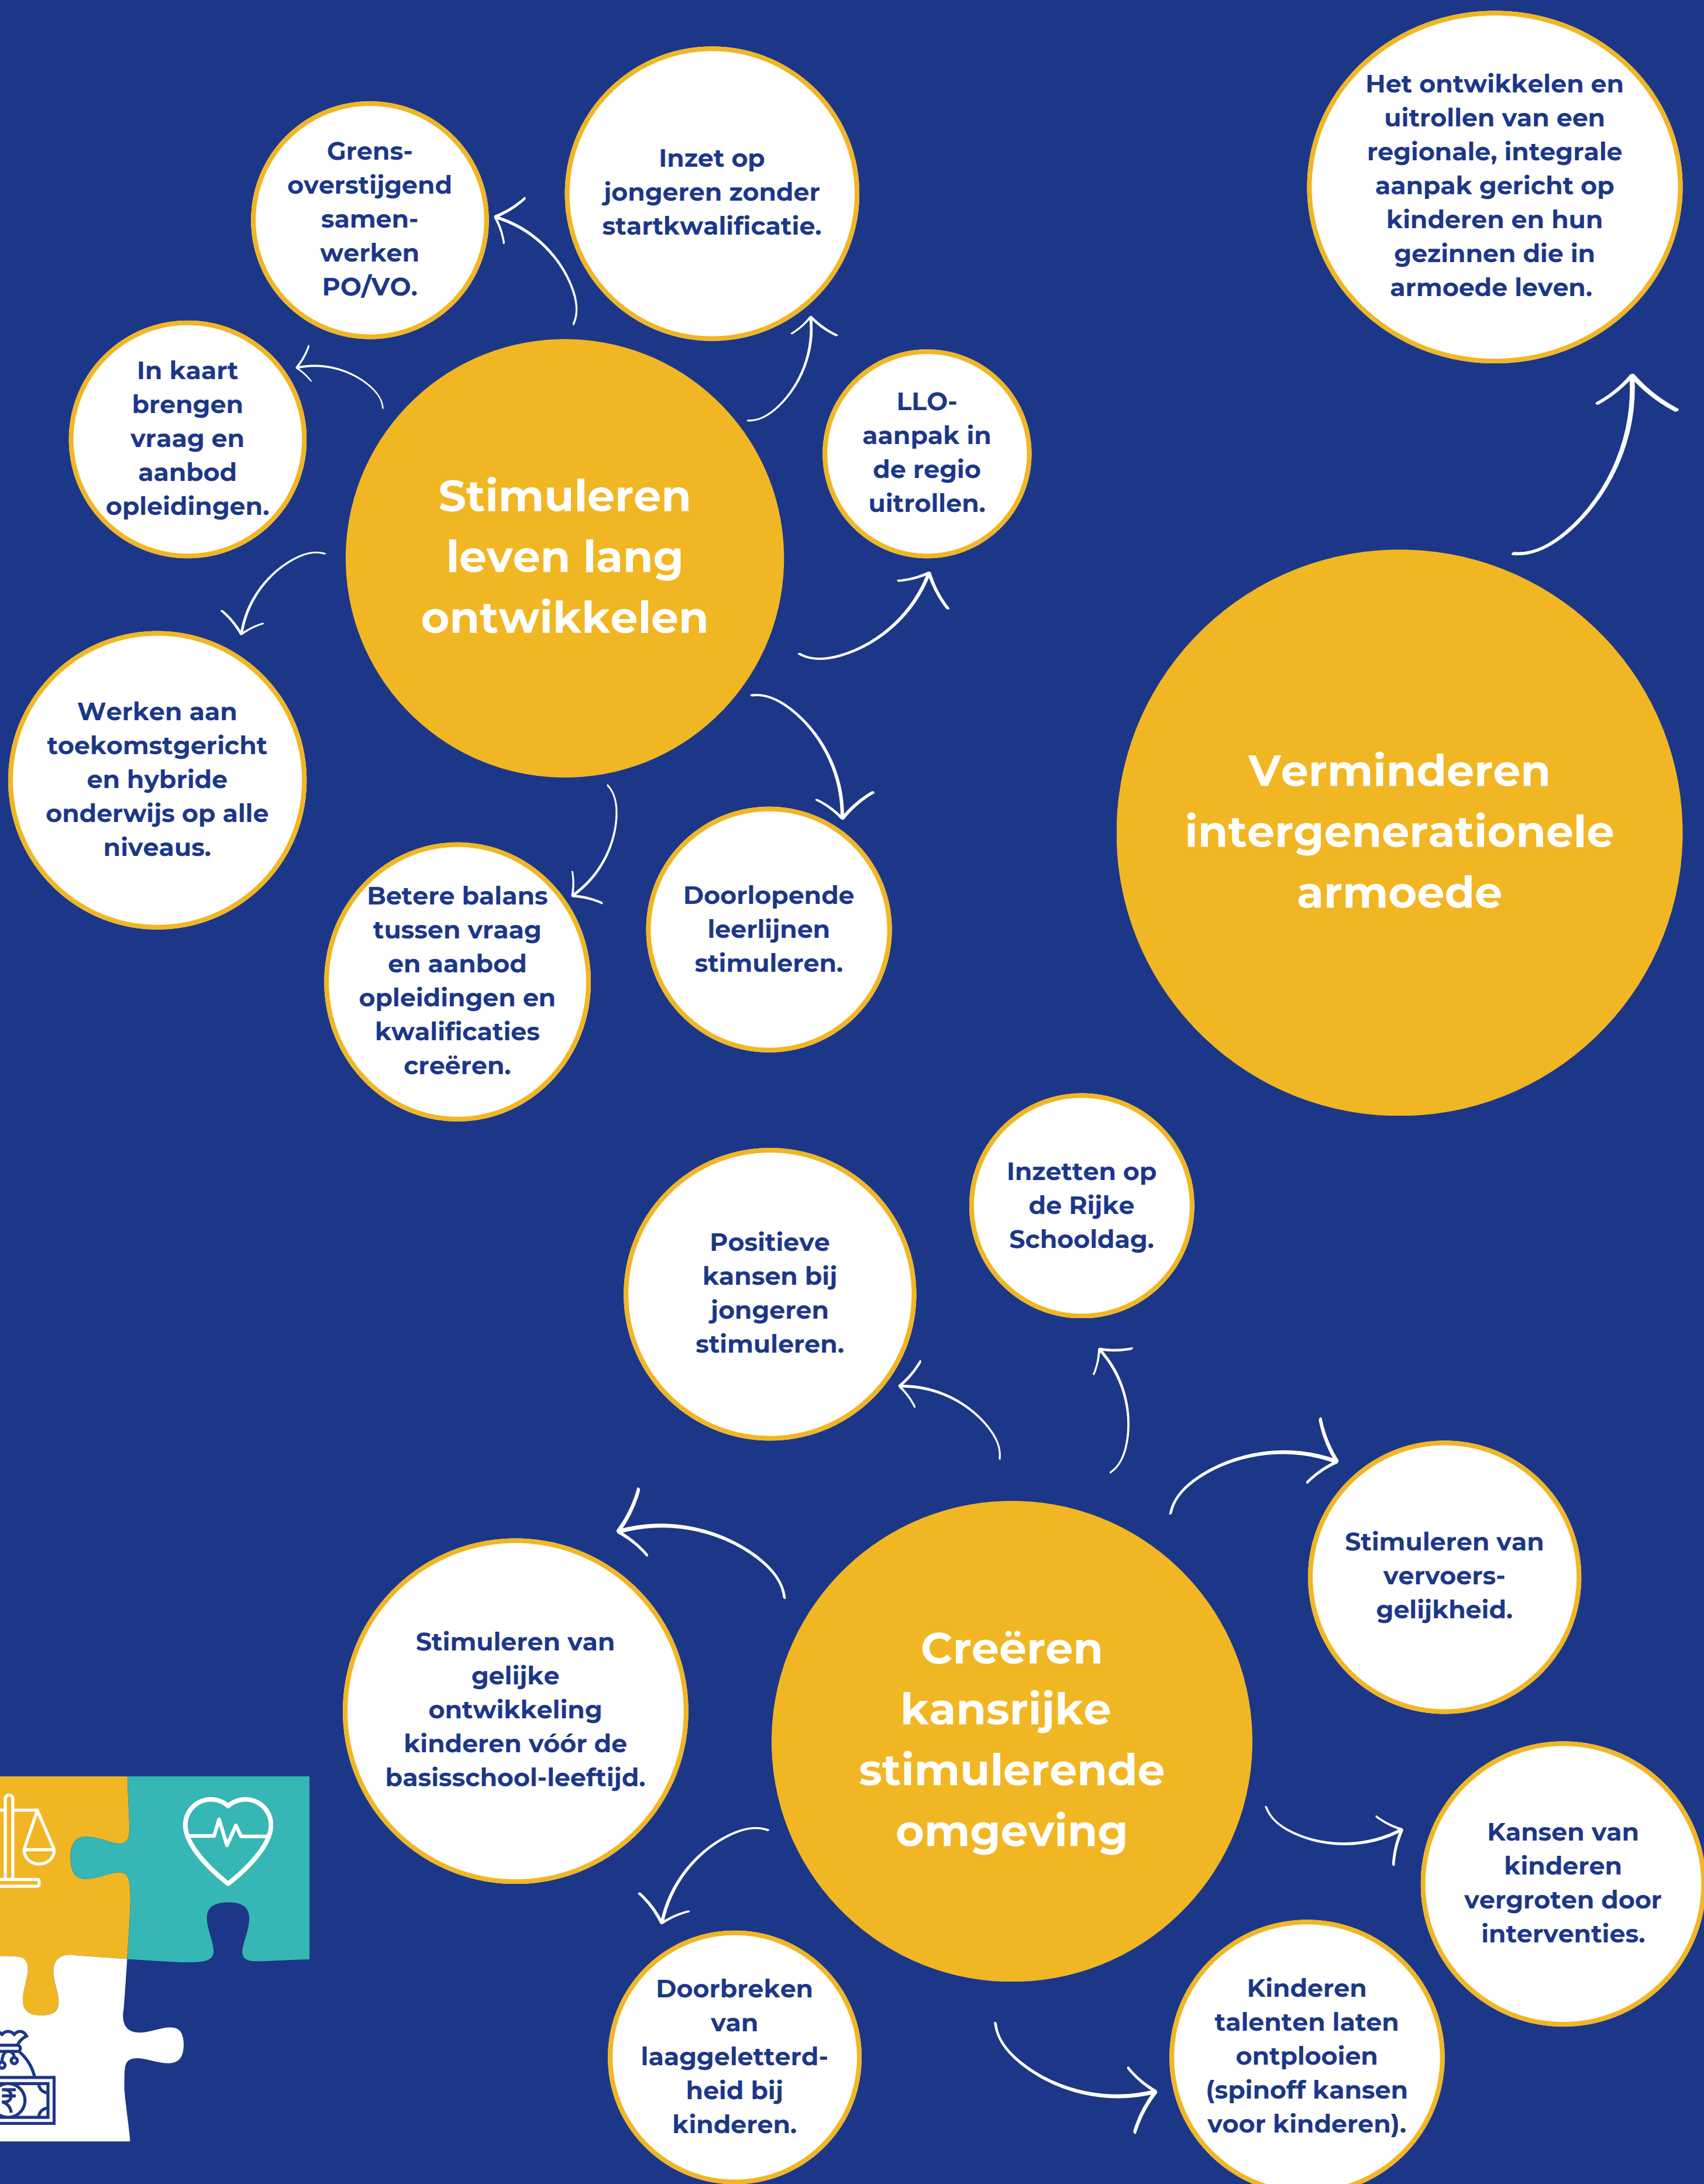 Grens-
overstijgend
samen-
werken
PO/VO.
Inzet op
jongeren zonder
startkwalificatie.
Het ontwikkelen en
uitrollen van een
regionale, integrale
aanpak gericht op
kinderen en hun
gezinnen die in
armoede leven.
In kaart
brengen
vraag en
aanbod
opleidingen.
LLO-
aanpak in
de regio
uitrollen.
Stimuleren
leven lang
ontwikkelen
Werken aan
toekomstgericht
en hybride
onderwijs op alle
niveaus.
Betere balans
tussen vraag
en aanbod
opleidingen en
kwalificaties
creëren.
Doorlopende
leerlijnen
stimuleren.
Verminderen
intergenerationele
armoede
Positieve
kansen bij
jongeren
stimuleren.
Inzetten op
de Rijke
Schooldag.
Stimuleren van
vervoers-
gelijkheid.
Stimuleren van
gelijke
ontwikkeling
kinderen vóór de
basisschool-leeftijd.
Creëren
kansrijke
stimulerende
omgeving
Kansen van
kinderen
vergroten door
interventies.
Doorbreken
van
laaggeletterd-
heid bij
kinderen.
Kinderen
talenten laten
ontplooien
(spinoff kansen
voor kinderen).
₹